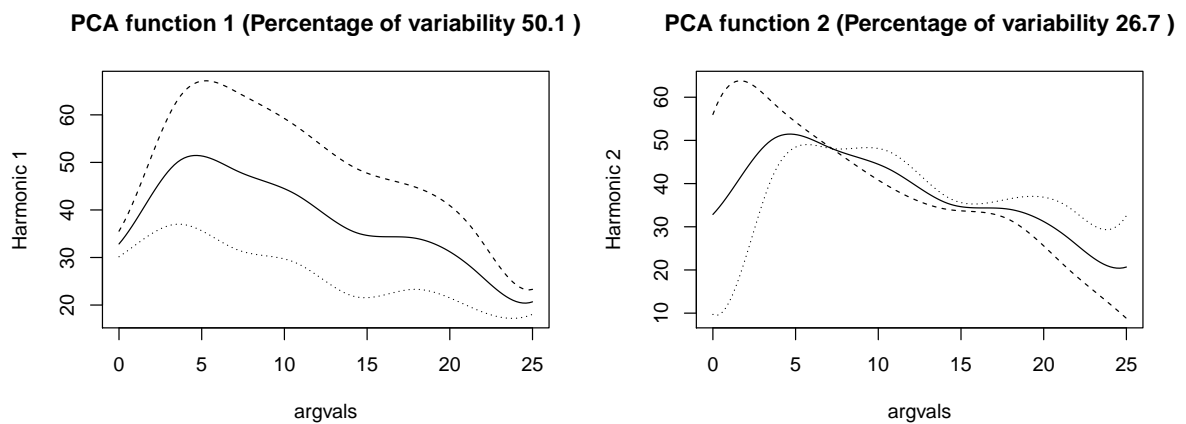 PCA function 1 (Percentage of variability 50.1 )
Harmonic 1
60
50
40
30
20
0 5 10 15 20 25
argvals
PCA function 2 (Percentage of variability 26.7 )
Harmonic 2
60
50
40
30
20
10
0 5 10 15 20 25
argvals